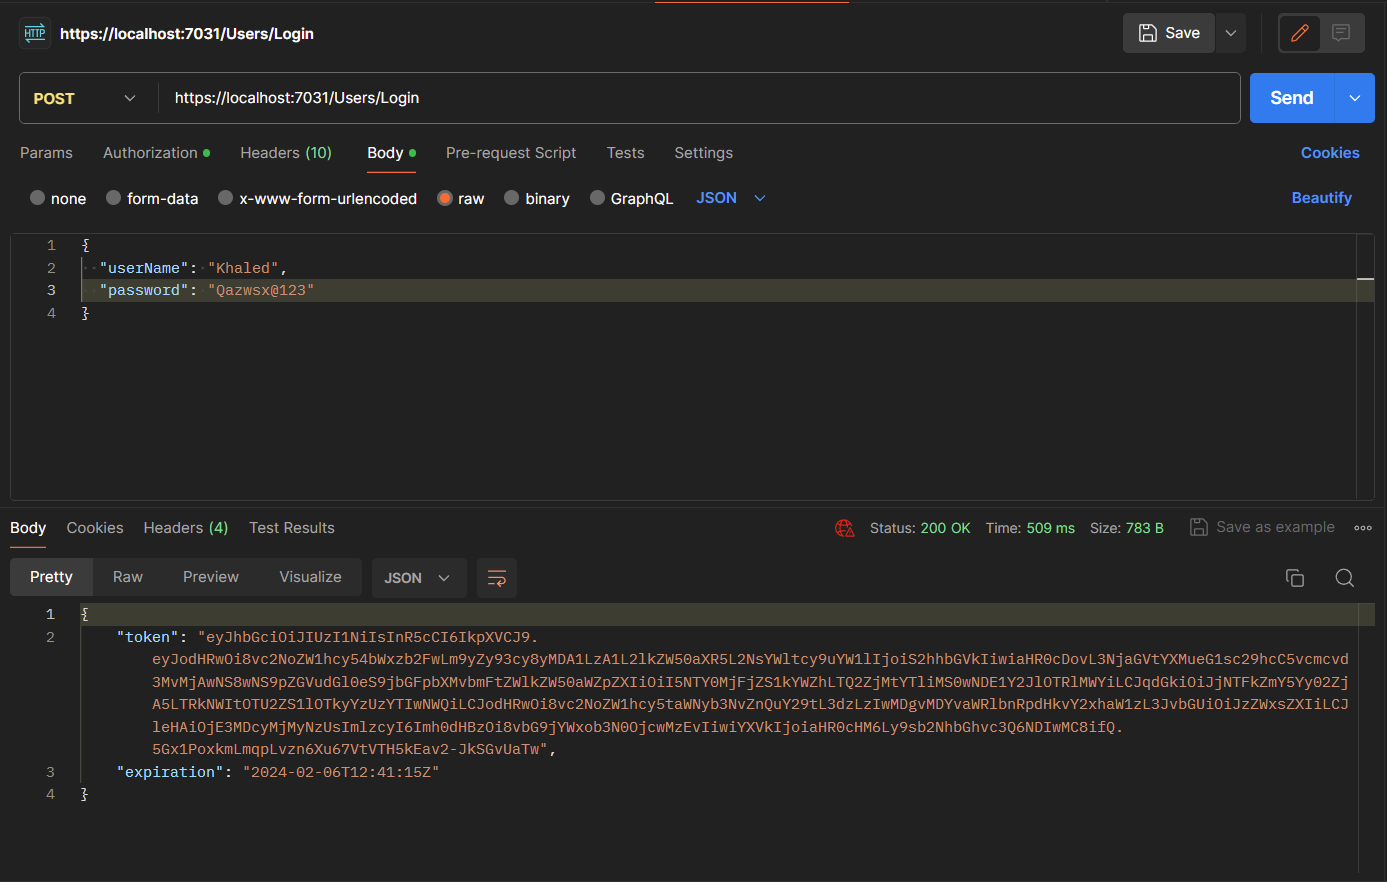 HTTP https://localhost:7031/Users/Login Save
POST https://localhost:7031/Users/Login Send
Params Authorization Headers (10) Body Pre-request Script Tests Settings Cookies
none form-data x-www-form-urlencoded raw binary GraphQL JSON Beautify
1 {
2 "userName": "Khaled",
3 "password": "Qazwsx@123"
4 }
Body Cookies Headers (4) Test Results Status: 200 OK Time: 509 ms Size: 783 B Save as example
Pretty Raw Preview Visualize JSON
1 {
2 "token": "eyJhbGciOiJIUzI1NiIsInR5cCI6IkpXVCJ9.
eyJodHRwOi8vc2NoZW1hcy54bWxzb2FwLm9yZy93cy8yMDA1LzA1L2lkZW50aXR5L2NsYWltcy9uYW1lIjoiS2hhbGVkIiwiaHR0cDovL3NjaGVtYXMueG1sc29hcC5vcmcvd
3MvMjAwNS8wNS9pZGVudGl0eS9jbGFpbXMvbmFtZWlkZW50aWZpZXIiOiI5NTY0MjFjZS1kYWZhLTQ2ZjMtYTliMS0wNDE1Y2JlOTRlMWYiLCJqdGkiOiJjNTFkZmY5Yy02Zj
A5LTRkNWItOTU2ZS1lOTkyYzUzYTIwNWQiLCJodHRwOi8vc2NoZW1hcy5taWNyb3NvZnQuY29tL3dzLzIwMDgvMDYvaWRlbnRpdHkvY2xhaW1zL3JvbGUiOiJzZWxsZXIiLCJ
leHAiOjE3MDcyMjMyNzUsImlzcyI6Imh0dHBzOi8vbG9jYWxob3N0OjcwMzEvIiwiYXVkIjoiaHR0cHM6Ly9sb2NhbGhvc3Q6NDIwMC8ifQ.
5Gx1PoxkmLmqpLvzn6Xu67VtVTH5kEav2-JkSGvUaTw",
3 "expiration": "2024-02-06T12:41:15Z"
4 }